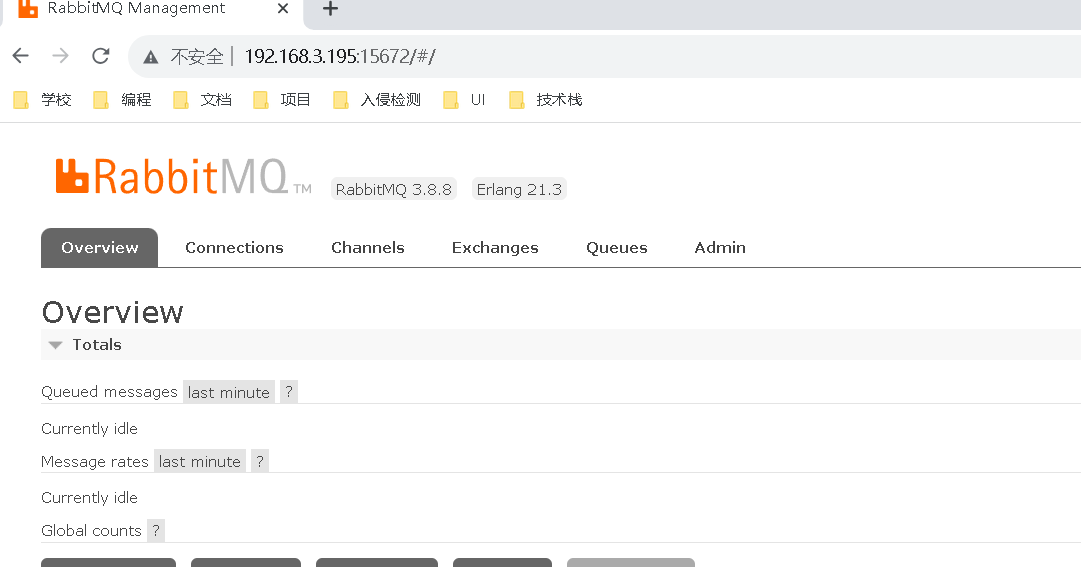 RabbitMQ Management
不安全 | 192.168.3.195:15672/#/
学校 编程 文档 项目 入侵检测 UI 技术栈
RabbitMQ TM RabbitMQ 3.8.8 Erlang 21.3
Overview Connections Channels Exchanges Queues Admin
Overview
Totals
Queued messages last minute ?
Currently idle
Message rates last minute ?
Currently idle
Global counts ?